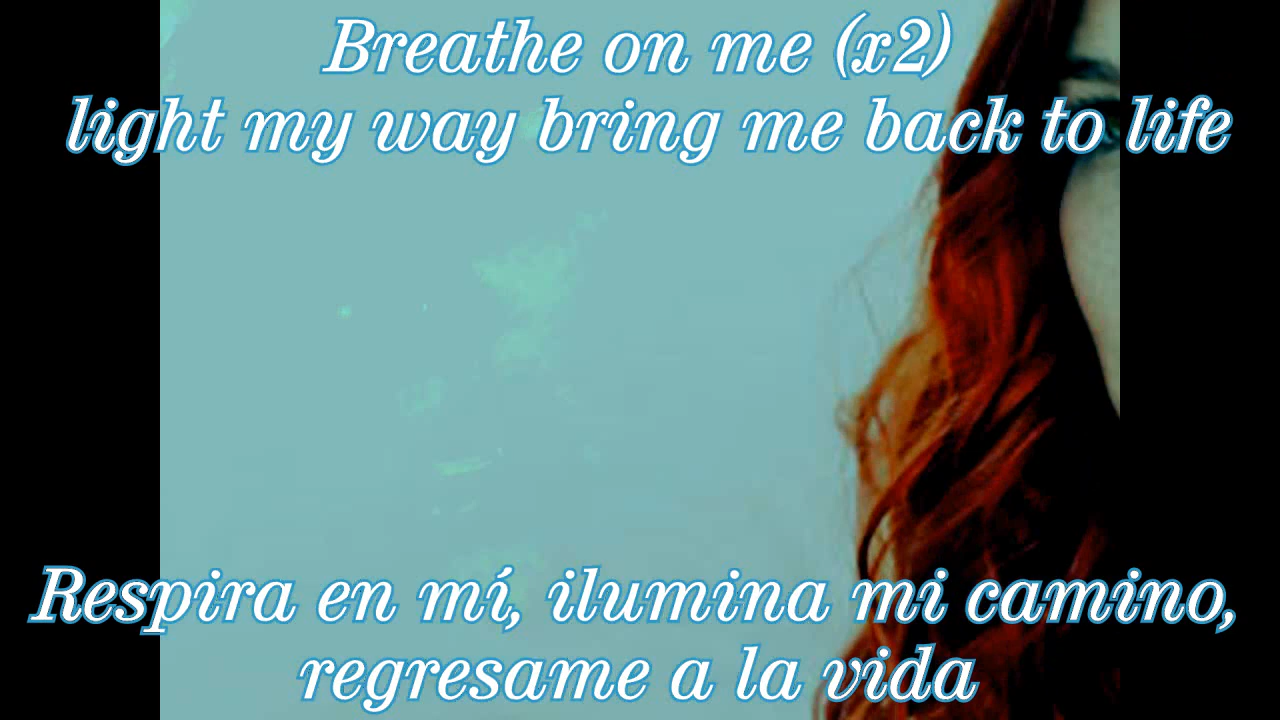 Breathe on me (x2)
light my way bring me back to life
Respira en mí, ilumina mi camino,
regresame a la vida